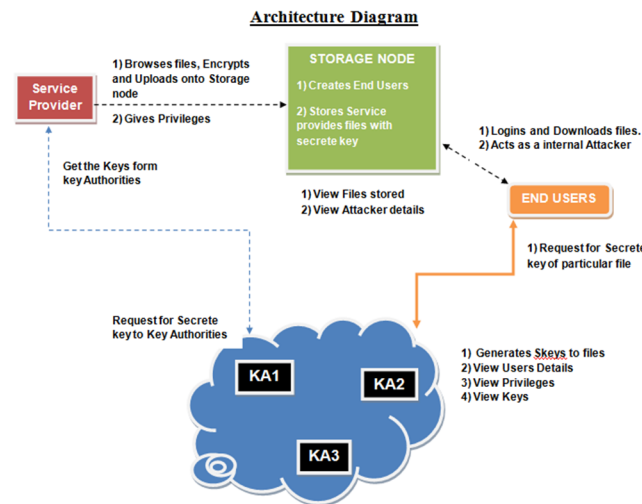 Architecture Diagram
Service
Provider
1) Browses files, Encrypts
and Uploads onto Storage
node
2) Gives Privileges
STORAGE NODE
1) Creates End Users
2) Stores Service
provides files with
secrete key
1) Logins and Downloads files.
2) Acts as a internal Attacker
Get the Keys form
key Authorities
1) View Files stored
2) View Attacker details
END USERS
1) Request for Secrete
key of particular file
Request for Secrete
key to Key Authorities
1) Generates Skeys to files
2) View Users Details
3) View Privileges
4) View Keys
KA1
KA2
KA3